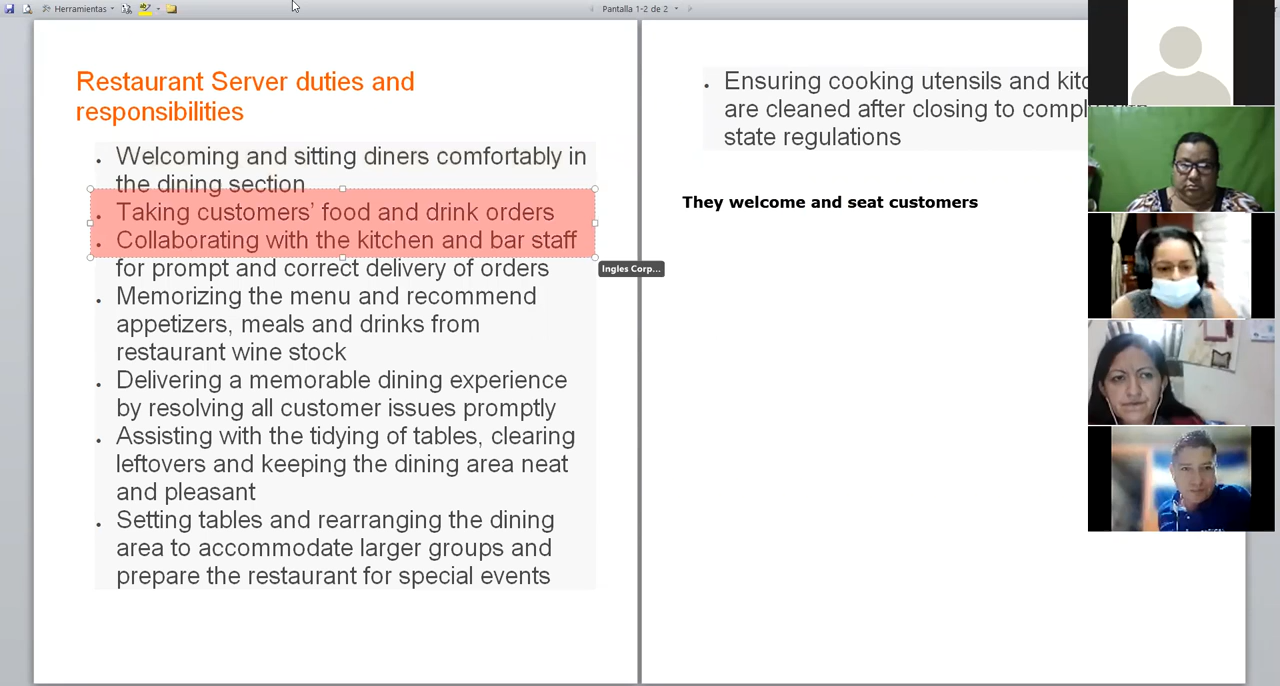 Herramientas
Pantalla 1-2 de 2
Restaurant Server duties and
responsibilities
Welcoming and sitting diners comfortably in
the dining section
Taking customers’ food and drink orders
Collaborating with the kitchen and bar staff
for prompt and correct delivery of orders
Memorizing the menu and recommend
appetizers, meals and drinks from
restaurant wine stock
Delivering a memorable dining experience
by resolving all customer issues promptly
Assisting with the tidying of tables, clearing
leftovers and keeping the dining area neat
and pleasant
Setting tables and rearranging the dining
area to accommodate larger groups and
prepare the restaurant for special events
Ingles Corp...
Ensuring cooking utensils and
are cleaned after closing to
state regulations
They welcome and seat customers